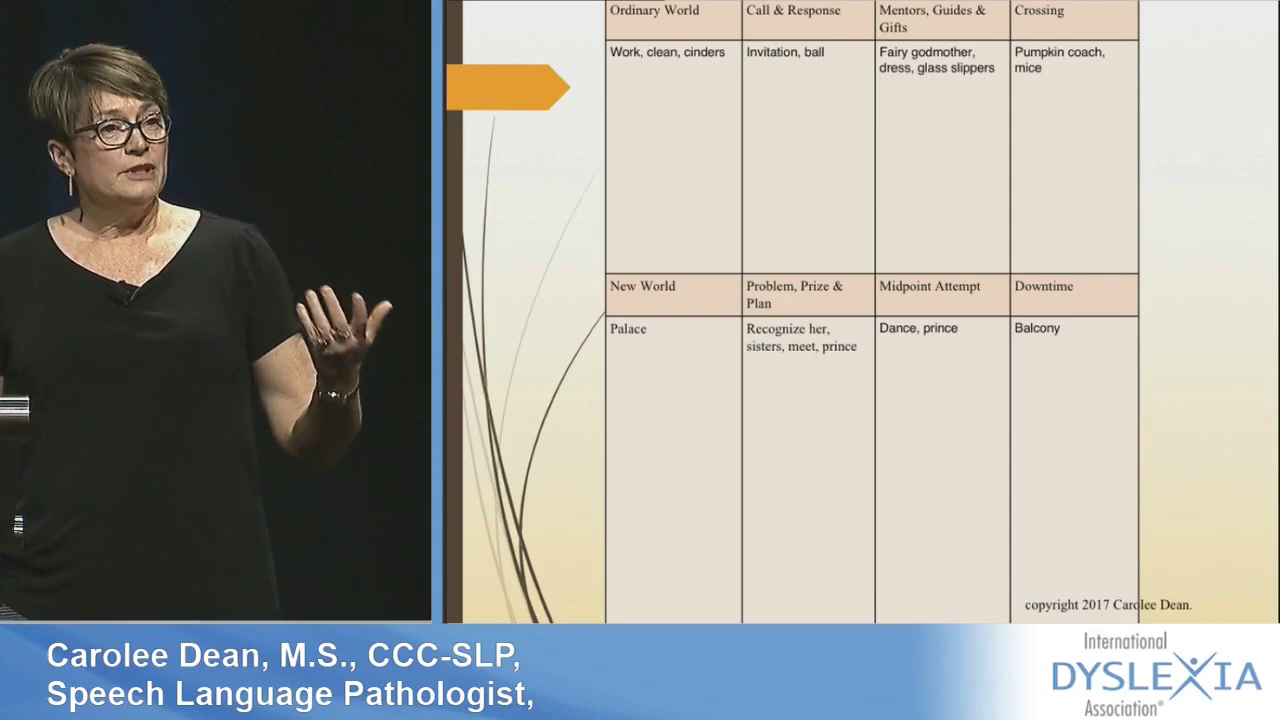 Ordinary World
Call & Response
Mentors, Guides &
Gifts
Crossing
Work, clean, cinders
Invitation, ball
Fairy godmother,
dress, glass slippers
Pumpkin coach,
mice
New World
Problem, Prize &
Plan
Midpoint Attempt
Downtime
Palace
Recognize her,
sisters, meet, prince
Dance, prince
Balcony
copyright 2017 Carolee Dean.
Carolee Dean, M.S., CCC-SLP,
Speech Language Pathologist,
International
DYSLEXIA
Association®